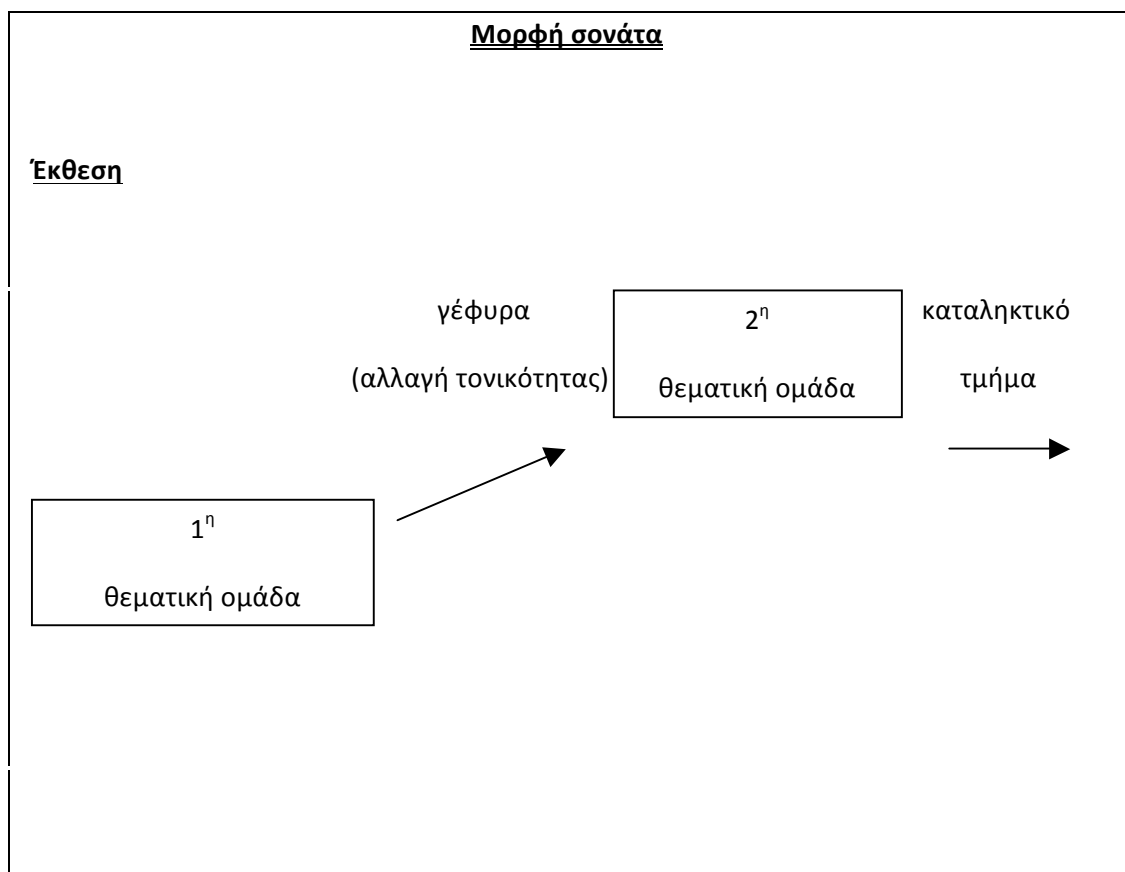 Μορφή σονάτα
Έκθεση
γέφυρα
(αλλαγή τονικότητας)
2η
θεματική ομάδα
καταληκτικό
τμήμα
1η
θεματική ομάδα